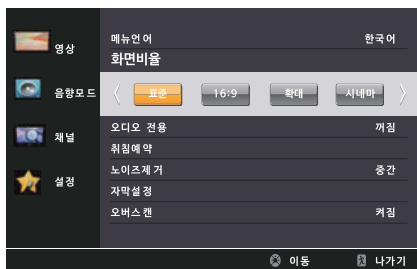 영상
음향모드
채널
설정
메뉴언어 한국어
화면비율
표준 16:9 확대 시네마
오디오 전용 꺼짐
취침예약
노이즈제거 중간
자막설정
오버스캔 켜짐
이동 나가기